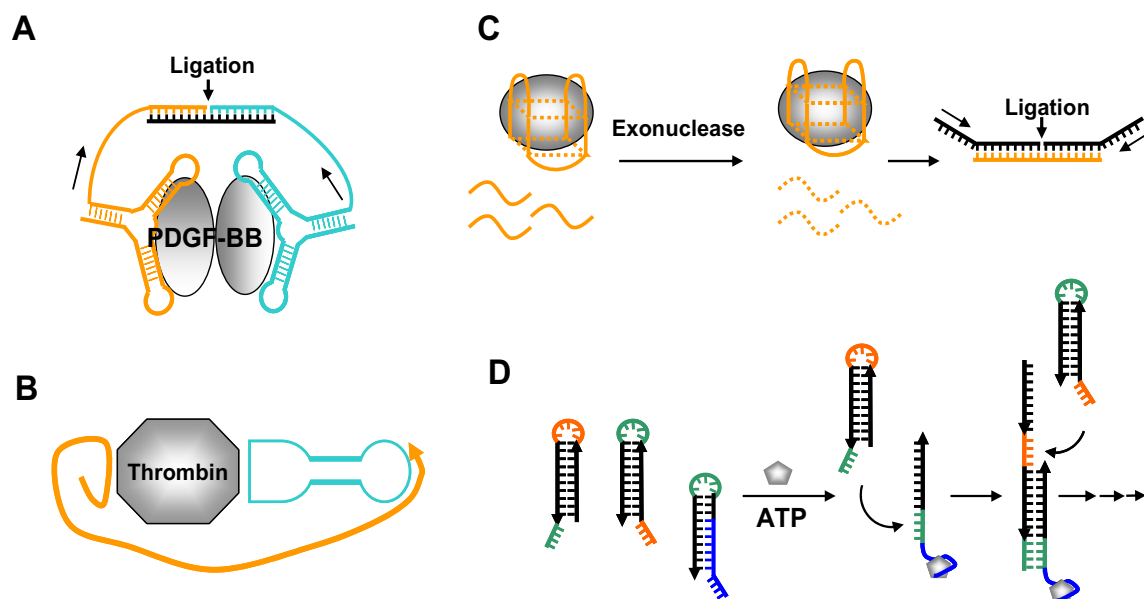 A
Ligation
PDGF-BB
B
Thrombin
C
Exonuclease
Ligation
D
ATP